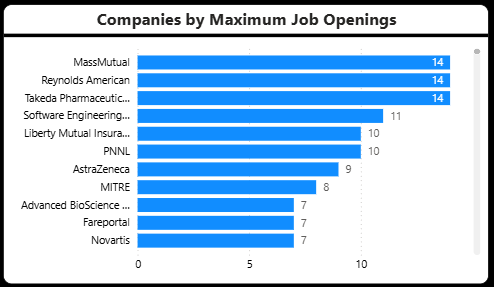 Companies by Maximum Job Openings
MassMutual 14
Reynolds American 14
Takeda Pharmaceutic... 14
Software Engineering... 11
Liberty Mutual Insura... 10
PNNL 10
AstraZeneca 9
MITRE 8
Advanced BioScience ... 7
Fareportal 7
Novartis 7
0 5 10